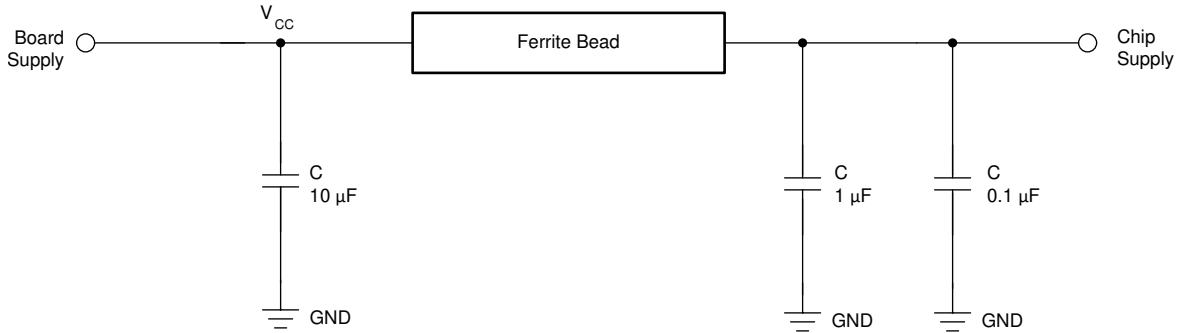 V CC
Board
Supply
Ferrite Bead
Chip
Supply
C
10 µF
C
1 µF
C
0.1 µF
GND
GND
GND